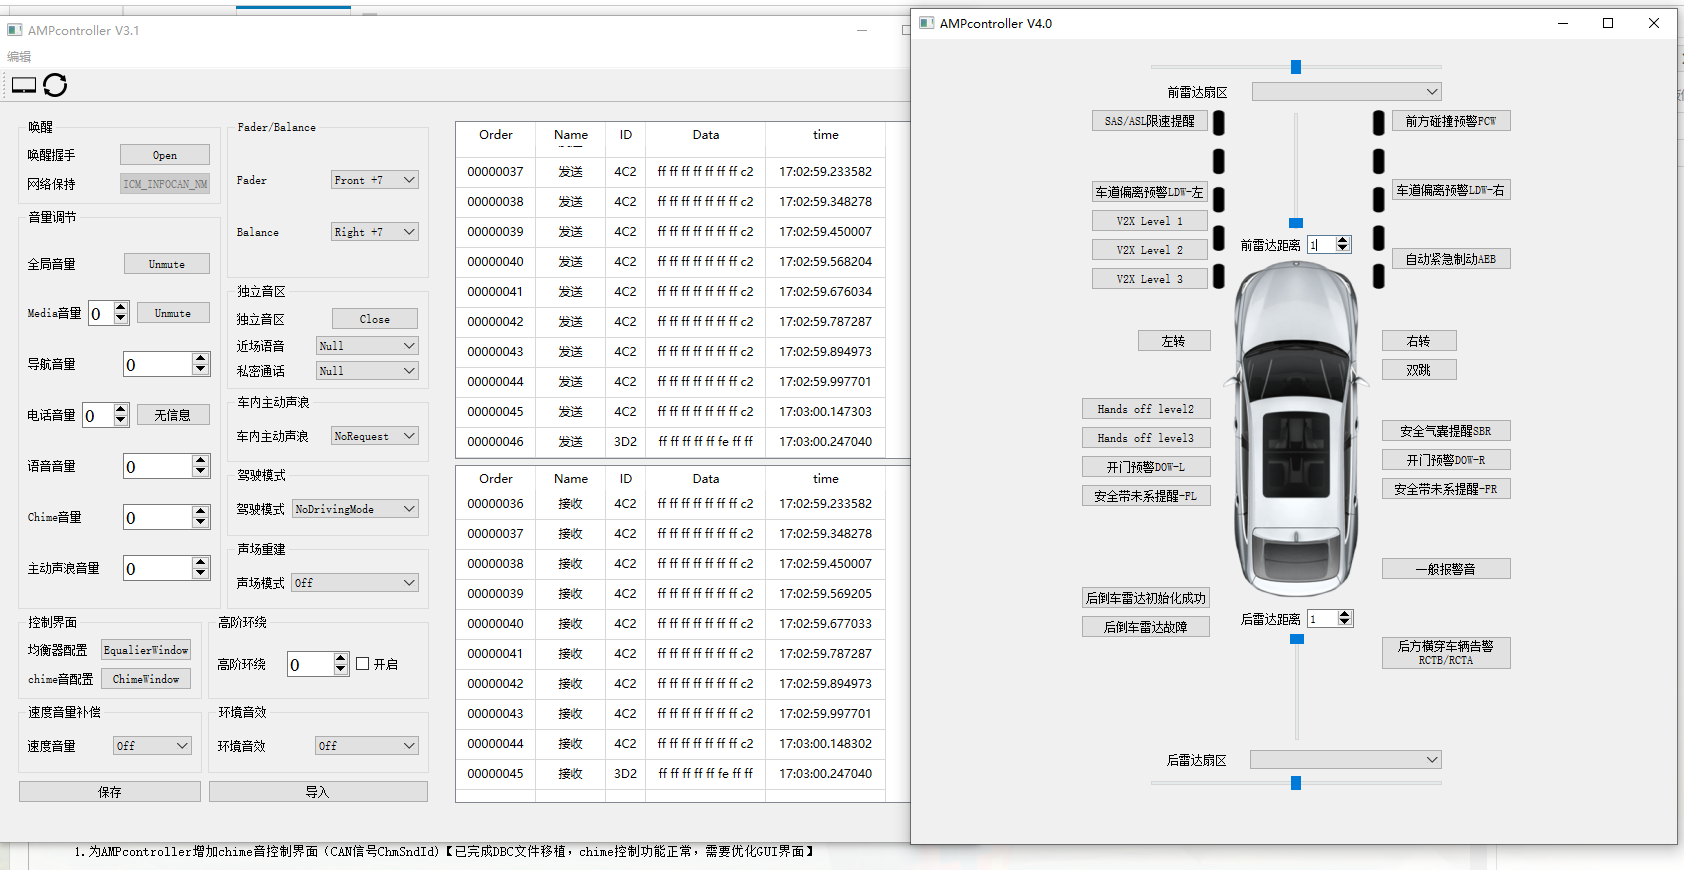 AMPcontroller V3.1
编辑
唤醒
唤醒握手
Open
网络保持
ICM_INFOCAN_NM
音量调节
全局音量
Unmute
Media音量
0
Unmute
导航音量
0
电话音量
0
无信息
语音音量
0
Chime音量
0
主动声浪音量
0
控制界面
均衡器配置
EqualierWindow
chime音配置
ChimeWindow
速度音量补偿
速度音量
Off
保存
Fader/Balance
Fader
Front +7
Balance
Right +7
独立音区
独立音区
Close
近场语音
Null
私密通话
Null
车内主动声浪
车内主动声浪
NoRequest
驾驶模式
驾驶模式
NoDrivingMode
声场重建
声场模式
Off
高阶环绕
高阶环绕
0
开启
环境音效
环境音效
Off
导入
Order Name ID Data time
00000037 发送 4C2 ff ff ff ff ff ff ff c2 17:02:59.233582
00000038 发送 4C2 ff ff ff ff ff ff ff c2 17:02:59.348278
00000039 发送 4C2 ff ff ff ff ff ff ff c2 17:02:59.450007
00000040 发送 4C2 ff ff ff ff ff ff ff c2 17:02:59.568204
00000041 发送 4C2 ff ff ff ff ff ff ff c2 17:02:59.676034
00000042 发送 4C2 ff ff ff ff ff ff ff c2 17:02:59.787287
00000043 发送 4C2 ff ff ff ff ff ff ff c2 17:02:59.894973
00000044 发送 4C2 ff ff ff ff ff ff ff c2 17:02:59.997701
00000045 发送 4C2 ff ff ff ff ff ff ff c2 17:03:00.147303
00000046 发送 3D2 ff ff ff ff ff fe ff ff 17:03:00.247040
Order Name ID Data time
00000036 接收 4C2 ff ff ff ff ff ff ff c2 17:02:59.233582
00000037 接收 4C2 ff ff ff ff ff ff ff c2 17:02:59.348278
00000038 接收 4C2 ff ff ff ff ff ff ff c2 17:02:59.450007
00000039 接收 4C2 ff ff ff ff ff ff ff c2 17:02:59.569205
00000040 接收 4C2 ff ff ff ff ff ff ff c2 17:02:59.677033
00000041 接收 4C2 ff ff ff ff ff ff ff c2 17:02:59.787287
00000042 接收 4C2 ff ff ff ff ff ff ff c2 17:02:59.894973
00000043 接收 4C2 ff ff ff ff ff ff ff c2 17:02:59.997701
00000044 接收 4C2 ff ff ff ff ff ff ff c2 17:03:00.148302
00000045 接收 3D2 ff ff ff ff ff fe ff ff 17:03:00.247040
AMPcontroller V4.0
前雷达扇区
SAS/ASL限速提醒
前方碰撞预警FCW
车道偏离预警LDW-左
车道偏离预警LDW-右
V2X Level 1
V2X Level 2
V2X Level 3
前雷达距离
1
自动紧急制动AEB
左转
右转
双跳
Hands off level2
Hands off level3
开门预警DOW-L
安全带未系提醒-FL
安全气囊提醒SBR
开门预警DOW-R
安全带未系提醒-FR
一般报警音
后倒车雷达初始化成功
后倒车雷达故障
后雷达距离
1
后方横穿车辆告警
RCTB/RCTA
后雷达扇区
1.为AMPcontroller增加chime音控制界面（CAN信号ChmSndId)【已完成DBC文件移植，chime控制功能正常，需要优化GUI界面】